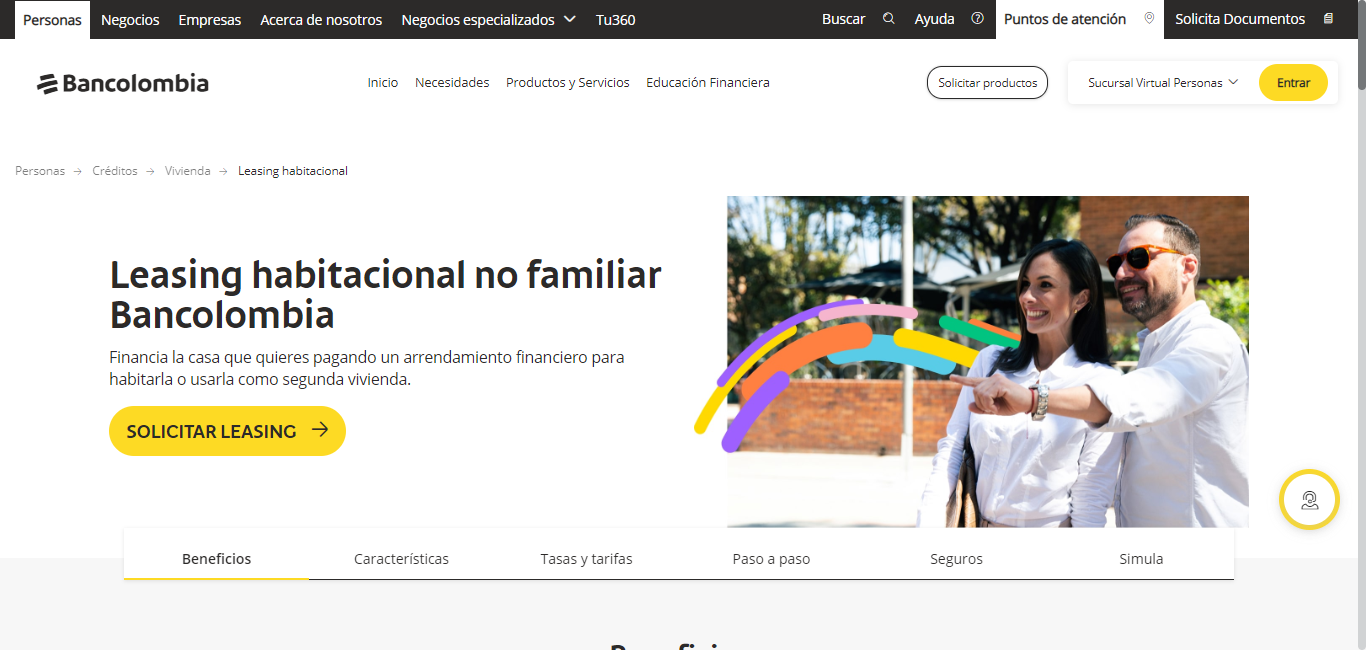 Personas Negocios Empresas Acerca de nosotros Negocios especializados Tu360 Buscar Ayuda Puntos de atención Solicita Documentos
Bancolombia Inicio Necesidades Productos y Servicios Educación Financiera Solicitar productos Sucursal Virtual Personas Entrar
Personas → Créditos → Vivienda → Leasing habitacional
Leasing habitacional no familiar
Bancolombia
Financia la casa que quieres pagando un arrendamiento financiero para
habitarla o usarla como segunda vivienda.
SOLICITAR LEASING →
Beneficios Características Tasas y tarifas Paso a paso Seguros Simula